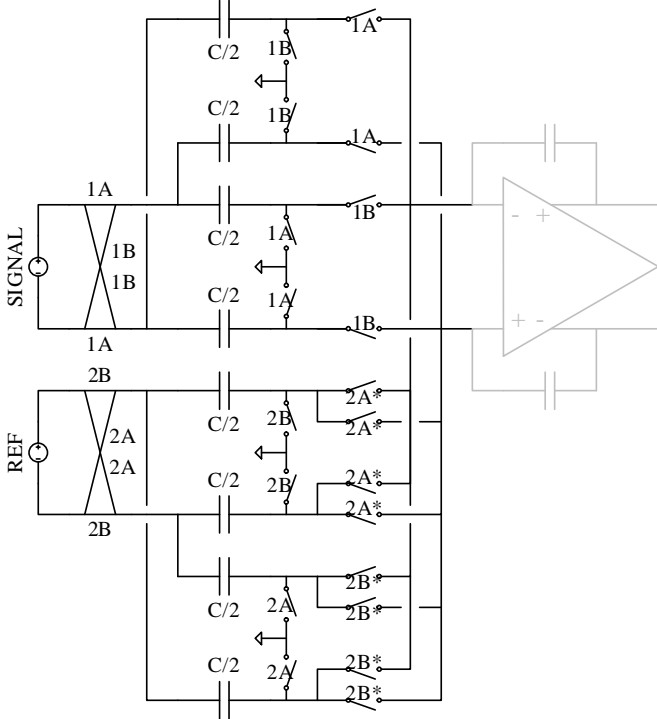 1A
C/2
1B
C/2
1B
1A
1A
C/2
1B
SIGNAL
1B
1B
1A
- +
C/2
1A
+ -
1B
1A
2B
2A*
C/2
2B
2A*
REF
2A
2A
C/2
2B
2A*
2A*
2B
2B*
C/2
2A
2B*
C/2
2A
2B*
2B*